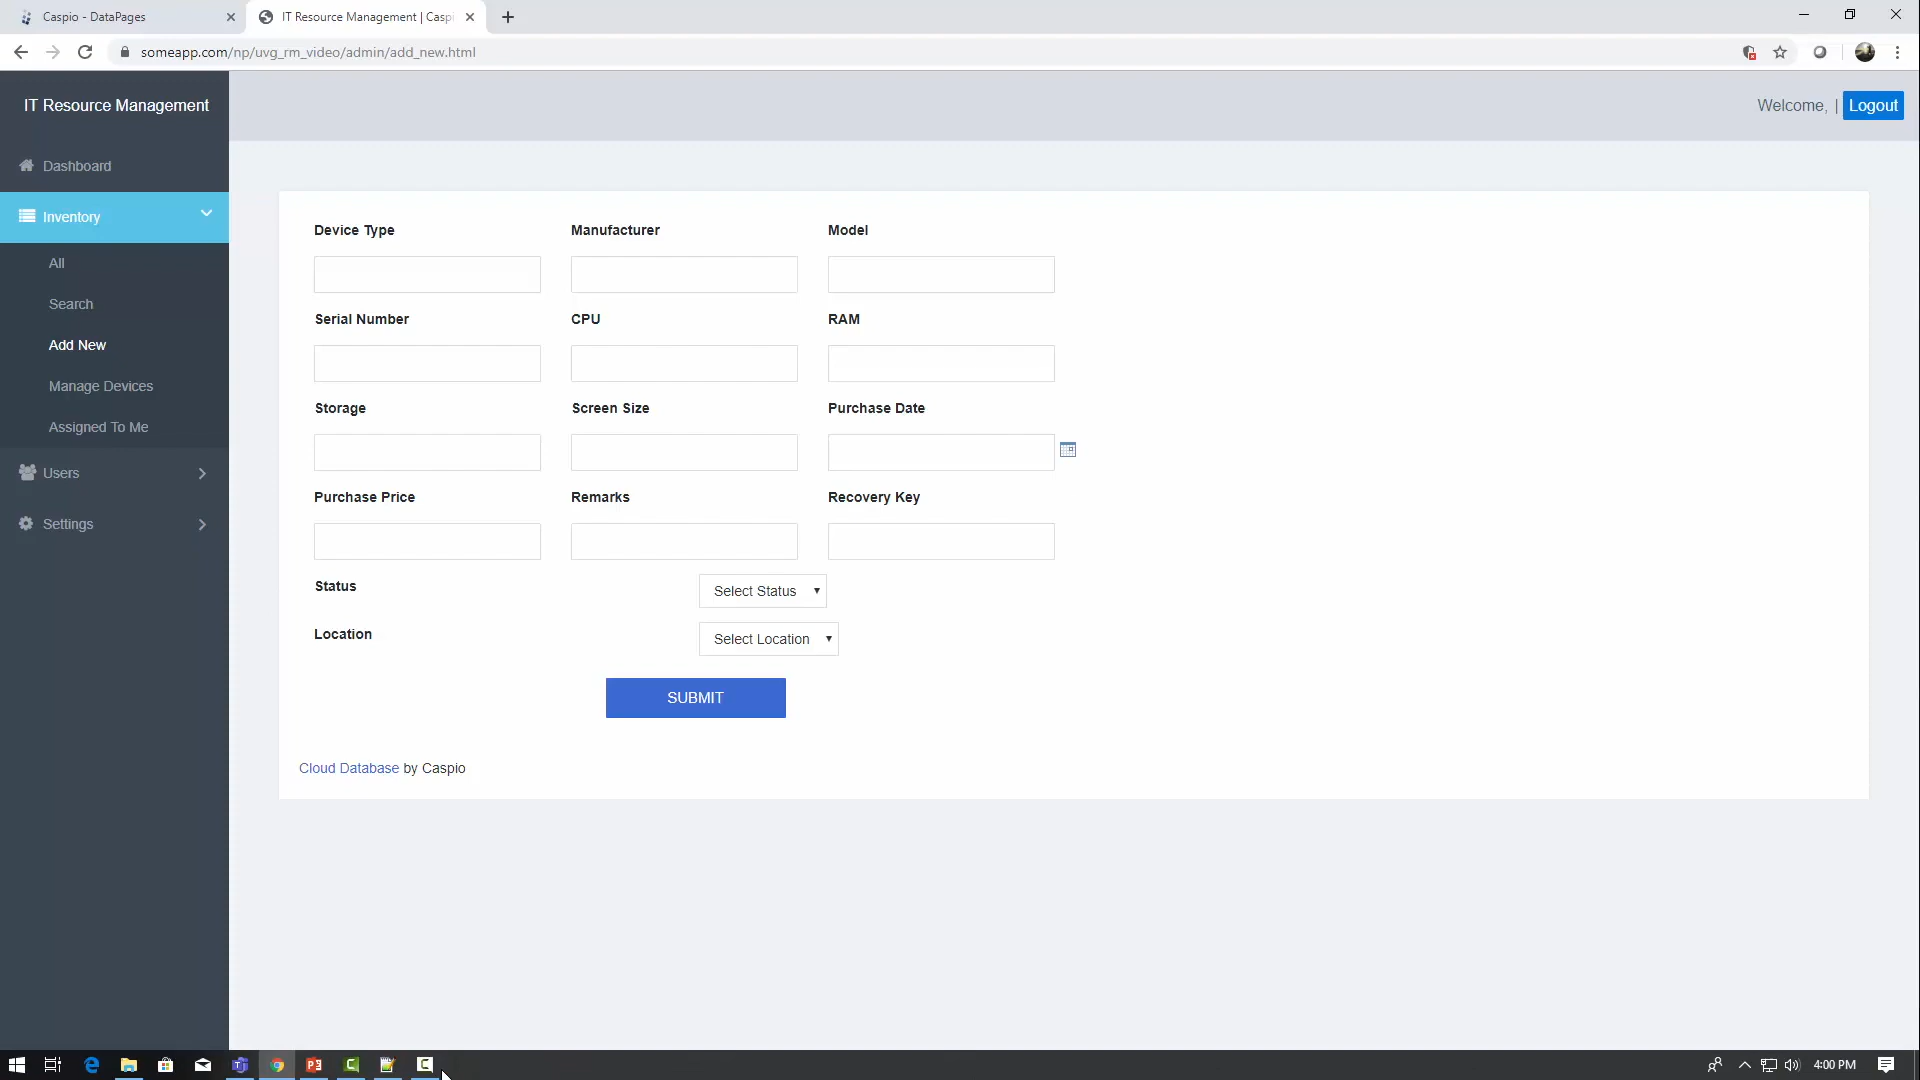 Caspio - DataPages
IT Resource Management | Caspi
someapp.com/np/uvg_rm_video/admin/add_new.html
IT Resource Management
Welcome, | Logout
Dashboard
Inventory
All
Search
Add New
Manage Devices
Assigned To Me
Users
Settings
Device Type Manufacturer Model
Serial Number CPU RAM
Storage Screen Size Purchase Date
Purchase Price Remarks Recovery Key
Status Select Status
Location Select Location
SUBMIT
Cloud Database by Caspio
4:00 PM